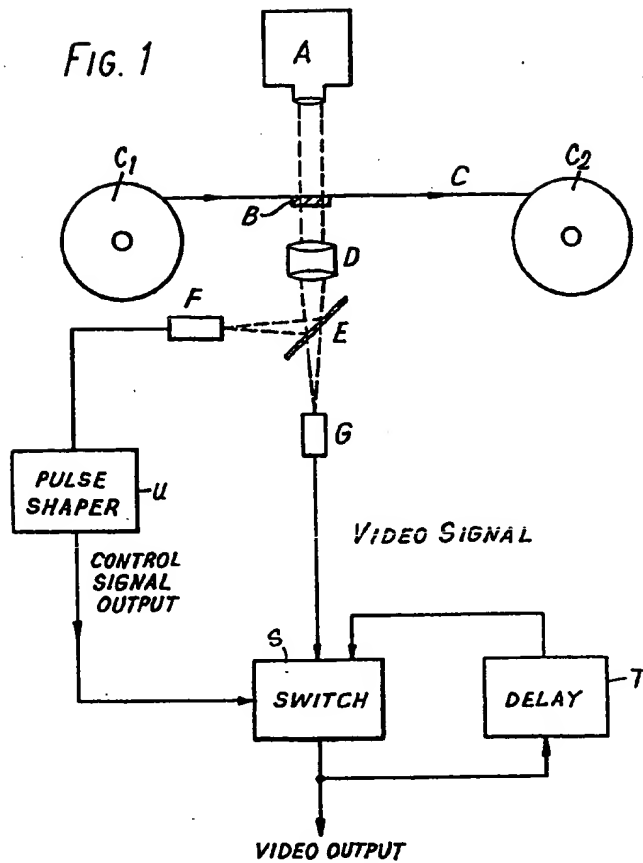 FIG. 1
A
C1
C2
C
B
D
F
E
G
PULSE
SHAPER
U
VIDEO SIGNAL
CONTROL
SIGNAL
OUTPUT
S
SWITCH
DELAY
T
VIDEO OUTPUT